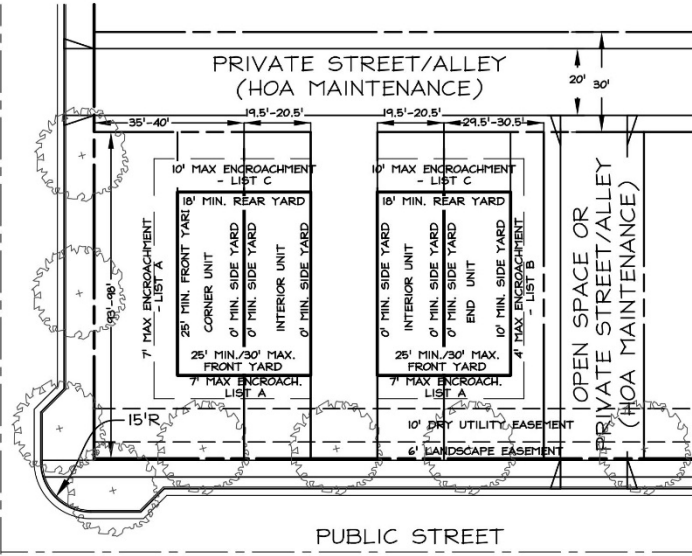 PRIVATE STREET/ALLEY
(HOA MAINTENANCE)
20'
30'
35'-40'
19.5'-20.5'
19.5'-20.5'
29.5'-30.5'
10' MAX ENCROACHMENT
- LIST C
10' MAX ENCROACHMENT
- LIST C
18' MIN. REAR YARD
18' MIN. REAR YARD
93'-98'
7' MAX ENCROACHMENT
- LIST A
25' MIN. FRONT YARD
CORNER UNIT
0' MIN. SIDE YARD
0' MIN. SIDE YARD
INTERIOR UNIT
0' MIN. SIDE YARD
0' MIN. SIDE YARD
INTERIOR UNIT
0' MIN. SIDE YARD
0' MIN. SIDE YARD
END UNIT
10' MIN. SIDE YARD
4' MAX ENCROACHMENT
- LIST B
OPEN SPACE OR
PRIVATE STREET/ALLEY
(HOA MAINTENANCE)
25' MIN./30' MAX.
FRONT YARD
25' MIN./30' MAX.
FRONT YARD
7' MAX ENCROACH.
LIST A
7' MAX ENCROACH.
LIST A
15'R
10' DRY UTILITY EASEMENT
6' LANDSCAPE EASEMENT
PUBLIC STREET